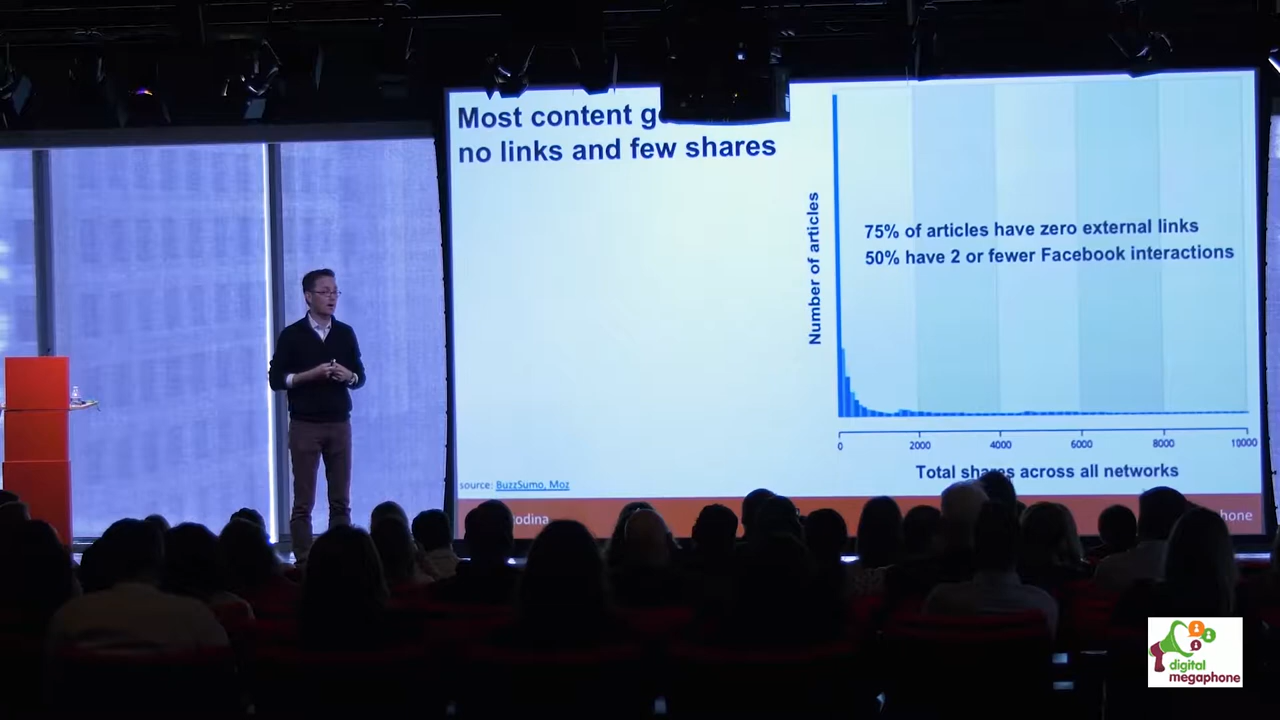 Most content
no links and few shares
Number of articles
75% of articles have zero external links
50% have 2 or fewer Facebook interactions
0 2000 4000 6000 8000 10000
Total shares across all networks
source: BuzzSumo, Moz
digital
megaphone